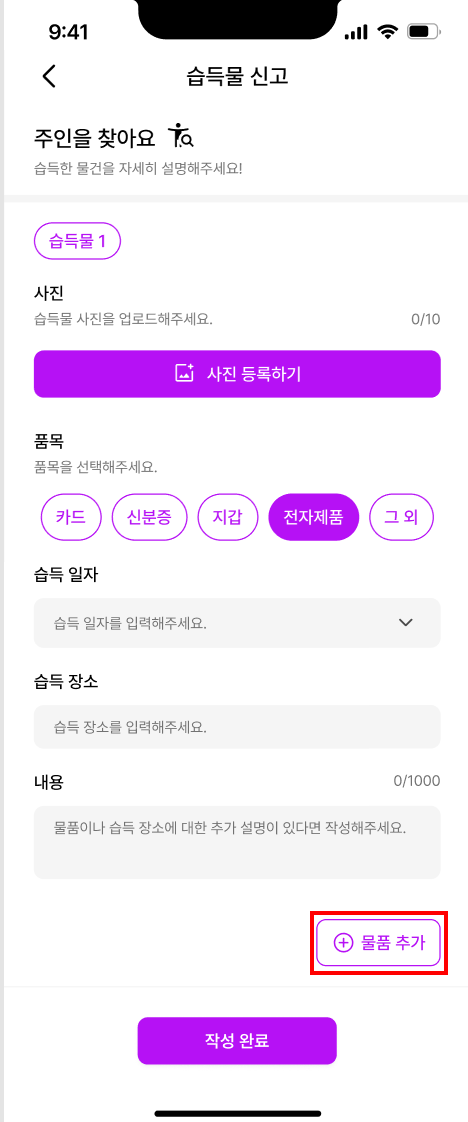 9:41
습득물 신고
주인을 찾아요
습득한 물건을 자세히 설명해주세요!
습득물 1
사진
습득물 사진을 업로드해주세요. 0/10
사진 등록하기
품목
품목을 선택해주세요.
카드 신분증 지갑 전자제품 그 외
습득 일자
습득 일자를 입력해주세요.
습득 장소
습득 장소를 입력해주세요.
내용 0/1000
물품이나 습득 장소에 대한 추가 설명이 있다면 작성해주세요.
물품 추가
작성 완료